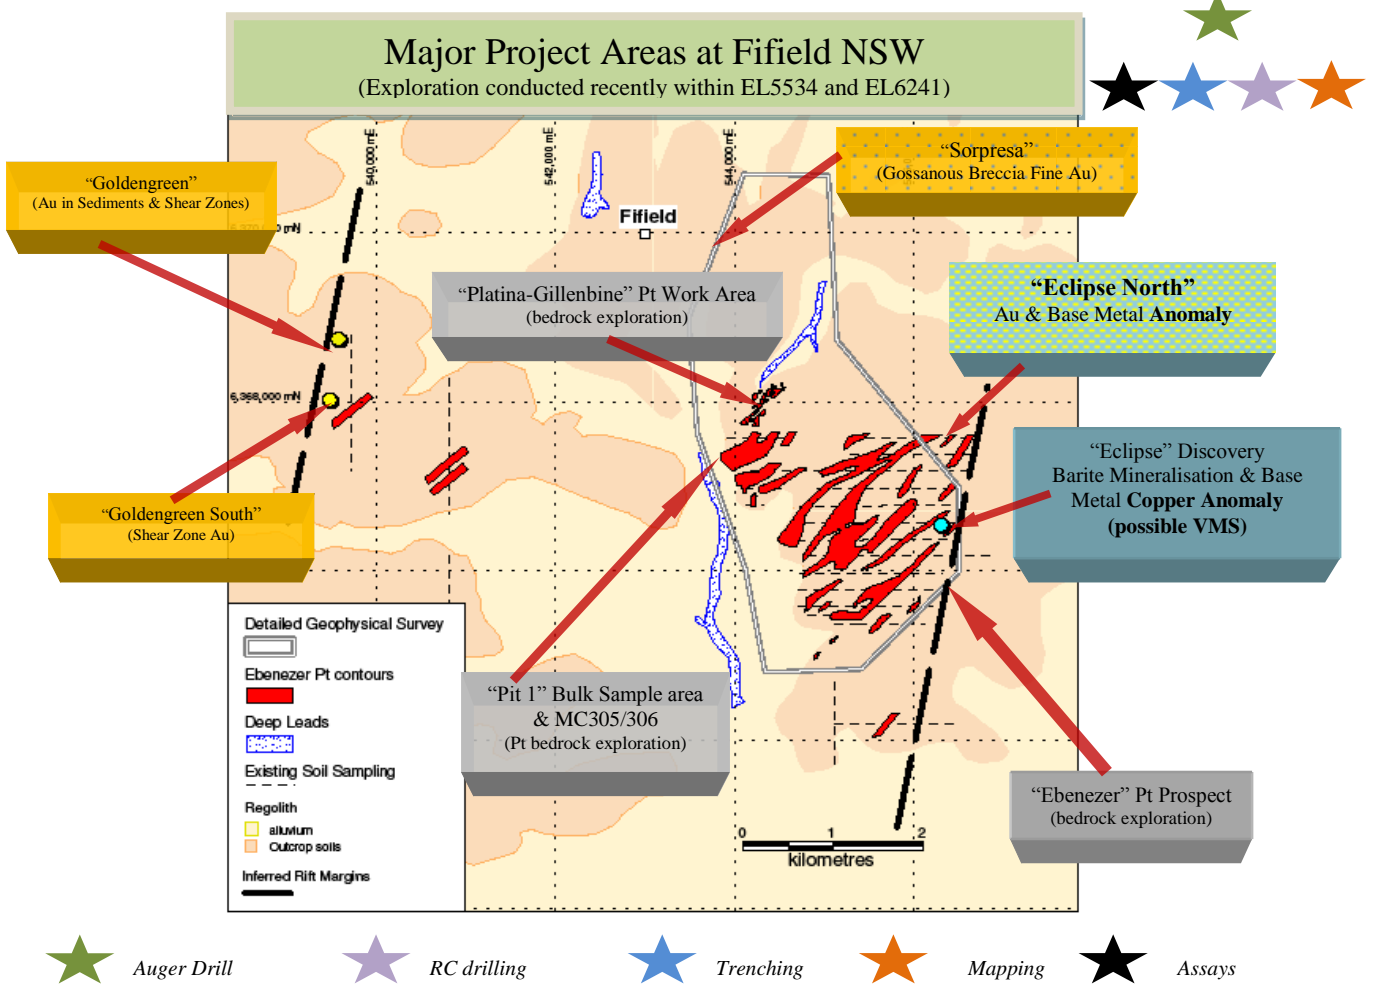 Major Project Areas at Fifield NSW
(Exploration conducted recently within EL5534 and EL6241)
540,000 mE
542,000 mE
544,000 mE
“Sorpresa”
(Gossanous Breccia Fine Au)
“Goldengreen”
(Au in Sediments & Shear Zones)
Fifield
“Platina-Gillenbine” Pt Work Area
(bedrock exploration)
“Eclipse North”
Au & Base Metal Anomaly
6,368,000 mN
“Eclipse” Discovery
Barite Mineralisation & Base
Metal Copper Anomaly
(possible VMS)
“Goldengreen South”
(Shear Zone Au)
Detailed Geophysical Survey
Ebenezer Pt contours
Deep Leads
Existing Soil Sampling
Regolith
alluvium
Outcrop soils
Inferred Rift Margins
“Pit 1” Bulk Sample area
& MC305/306
(Pt bedrock exploration)
“Ebenezer” Pt Prospect
(bedrock exploration)
0 1 2
kilometres
Auger Drill RC drilling Trenching Mapping Assays